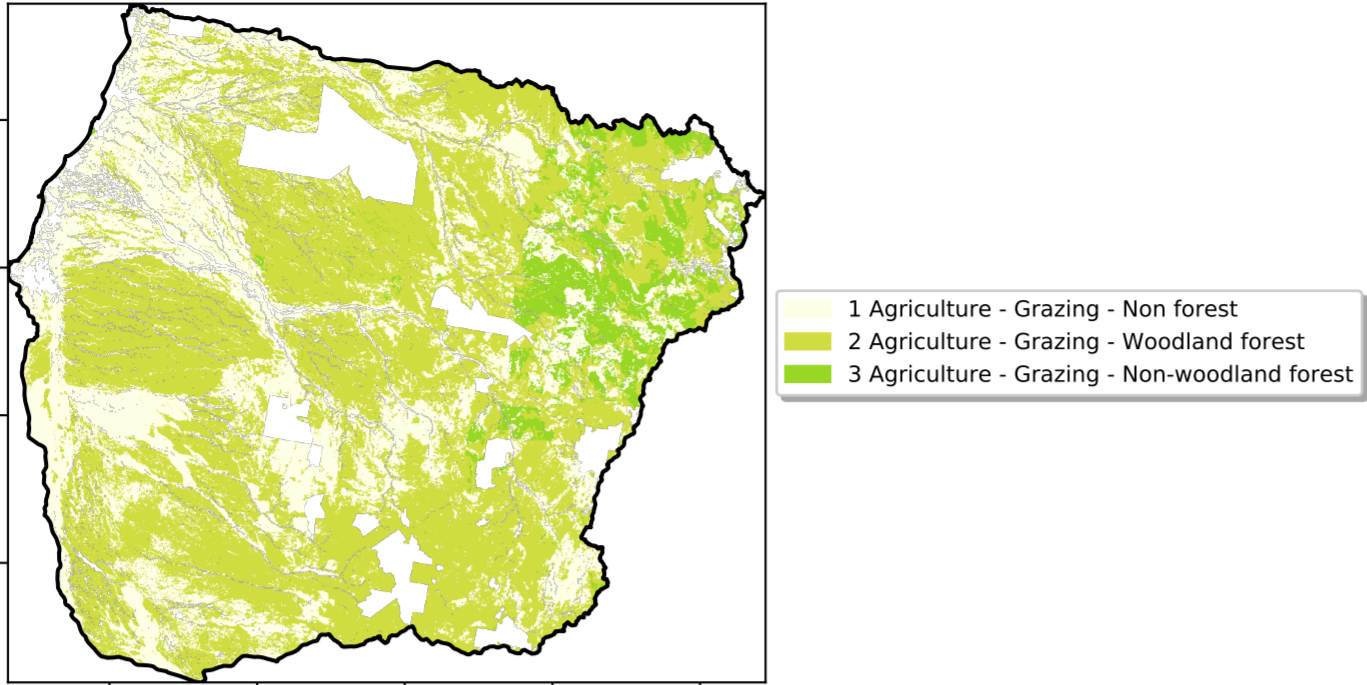 1 Agriculture - Grazing - Non forest
2 Agriculture - Grazing - Woodland forest
3 Agriculture - Grazing - Non-woodland forest